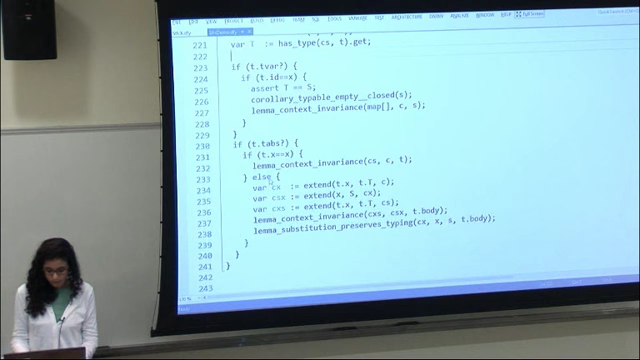 221 var T := has_type(cs, t).get;
222
223 if (t.tvar?) {
224 if (t.id==x) {
225 assert T == S;
226 corollary_typable_empty__closed(s);
227 lemma_context_invariance(map[], c, s);
228 }
229 }
230 if (t.tabs?) {
231 if (t.x==x) {
232 lemma_context_invariance(cs, c, t);
233 } else {
234 var cx := extend(t.x, t.T, c);
235 var csx := extend(x, S, cx);
236 var cxs := extend(t.x, t.T, cs);
237 lemma_context_invariance(cxs, csx, t.body);
238 lemma_substitution_preserves_typing(cx, x, s, t.body);
239 }
240 }
241 }
242
243